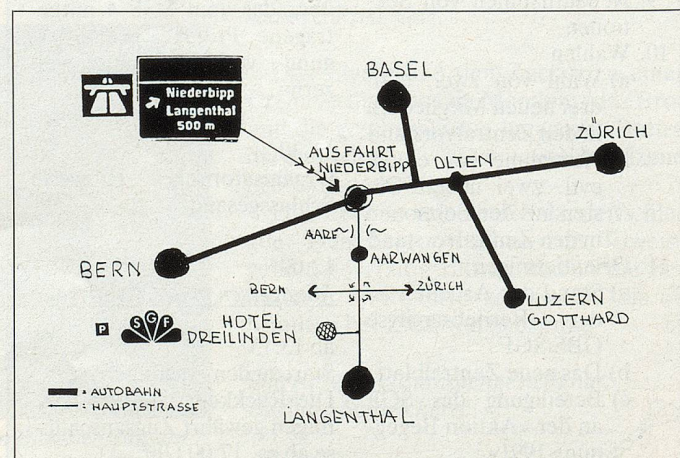 Niederbipp
Langenthal
500 m
BASEL
ZÜRICH
AUSFAHRT
NIEDERBIPP
OLTEN
AARE
AARWANGEN
BERN
BERN
ZÜRICH
LUZERN
GOTTHARD
P
SGF
HOTEL
DREILINDEN
LANGENTHAL
= AUTOBAHN
= HAUPTSTRASSE